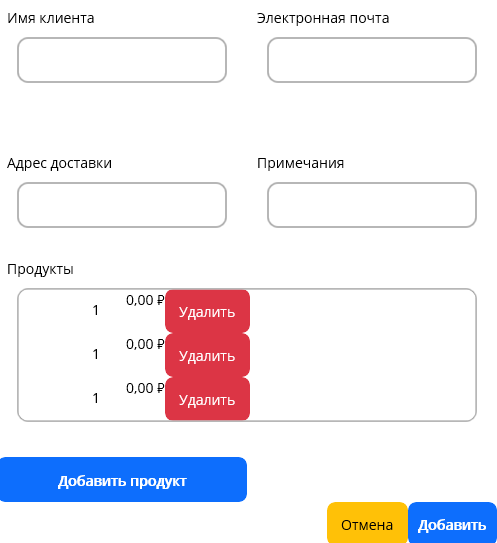 Имя клиента
Электронная почта
Адрес доставки
Примечания
Продукты
1 0,00 ₽ Удалить
1 0,00 ₽ Удалить
1 0,00 ₽ Удалить
Добавить продукт
Отмена
Добавить